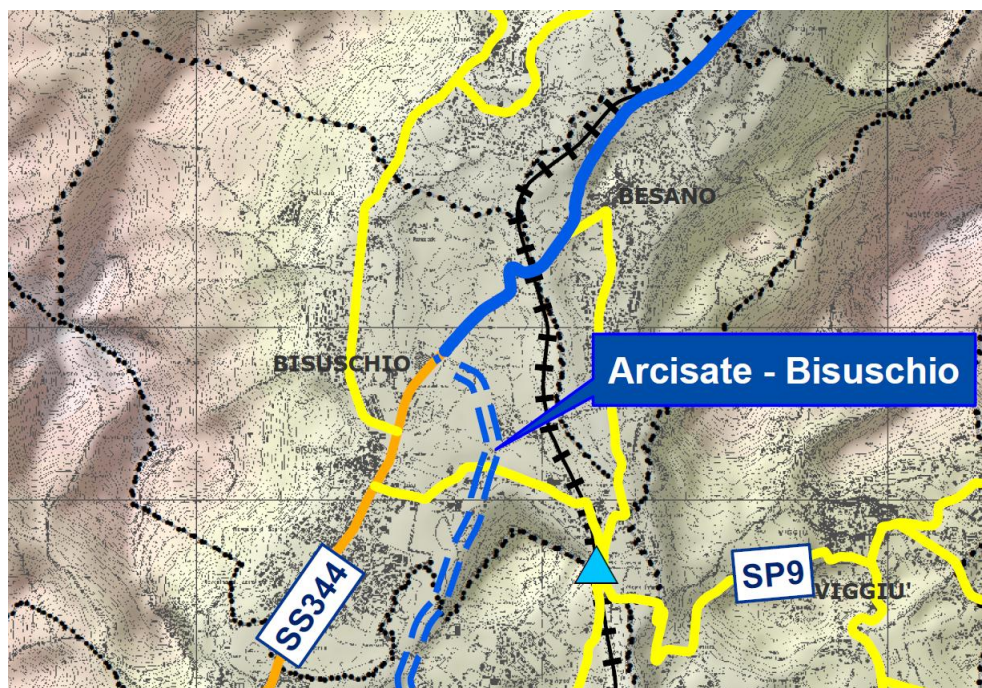 BESANO
BISUSCHIO
Arcisate - Bisuschio
SS344
SP9
VIGGIU'